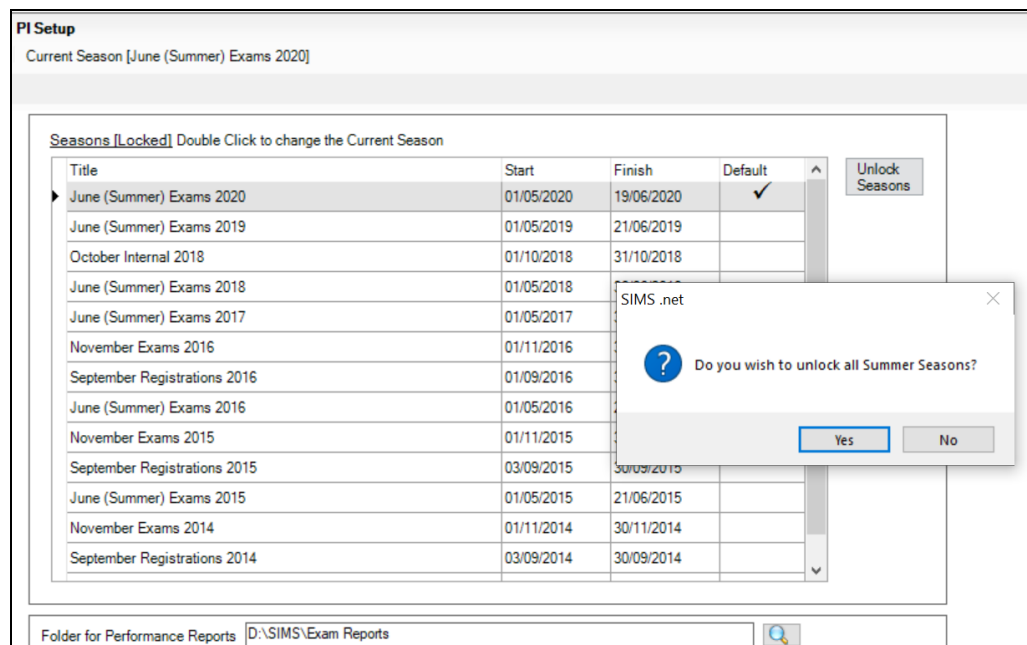 PI Setup
Current Season [June (Summer) Exams 2020]
Seasons [Locked] Double Click to change the Current Season
Title Start Finish Default
Unlock Seasons
June (Summer) Exams 2020 01/05/2020 19/06/2020 ✓
June (Summer) Exams 2019 01/05/2019 21/06/2019
October Internal 2018 01/10/2018 31/10/2018
June (Summer) Exams 2018 01/05/2018
June (Summer) Exams 2017 01/05/2017
November Exams 2016 01/11/2016
September Registrations 2016 01/09/2016
June (Summer) Exams 2016 01/05/2016
November Exams 2015 01/11/2015
September Registrations 2015 03/09/2015 30/09/2015
June (Summer) Exams 2015 01/05/2015 21/06/2015
November Exams 2014 01/11/2014 30/11/2014
September Registrations 2014 03/09/2014 30/09/2014
SIMS .net
Do you wish to unlock all Summer Seasons?
Yes No
Folder for Performance Reports D:\SIMS\Exam Reports